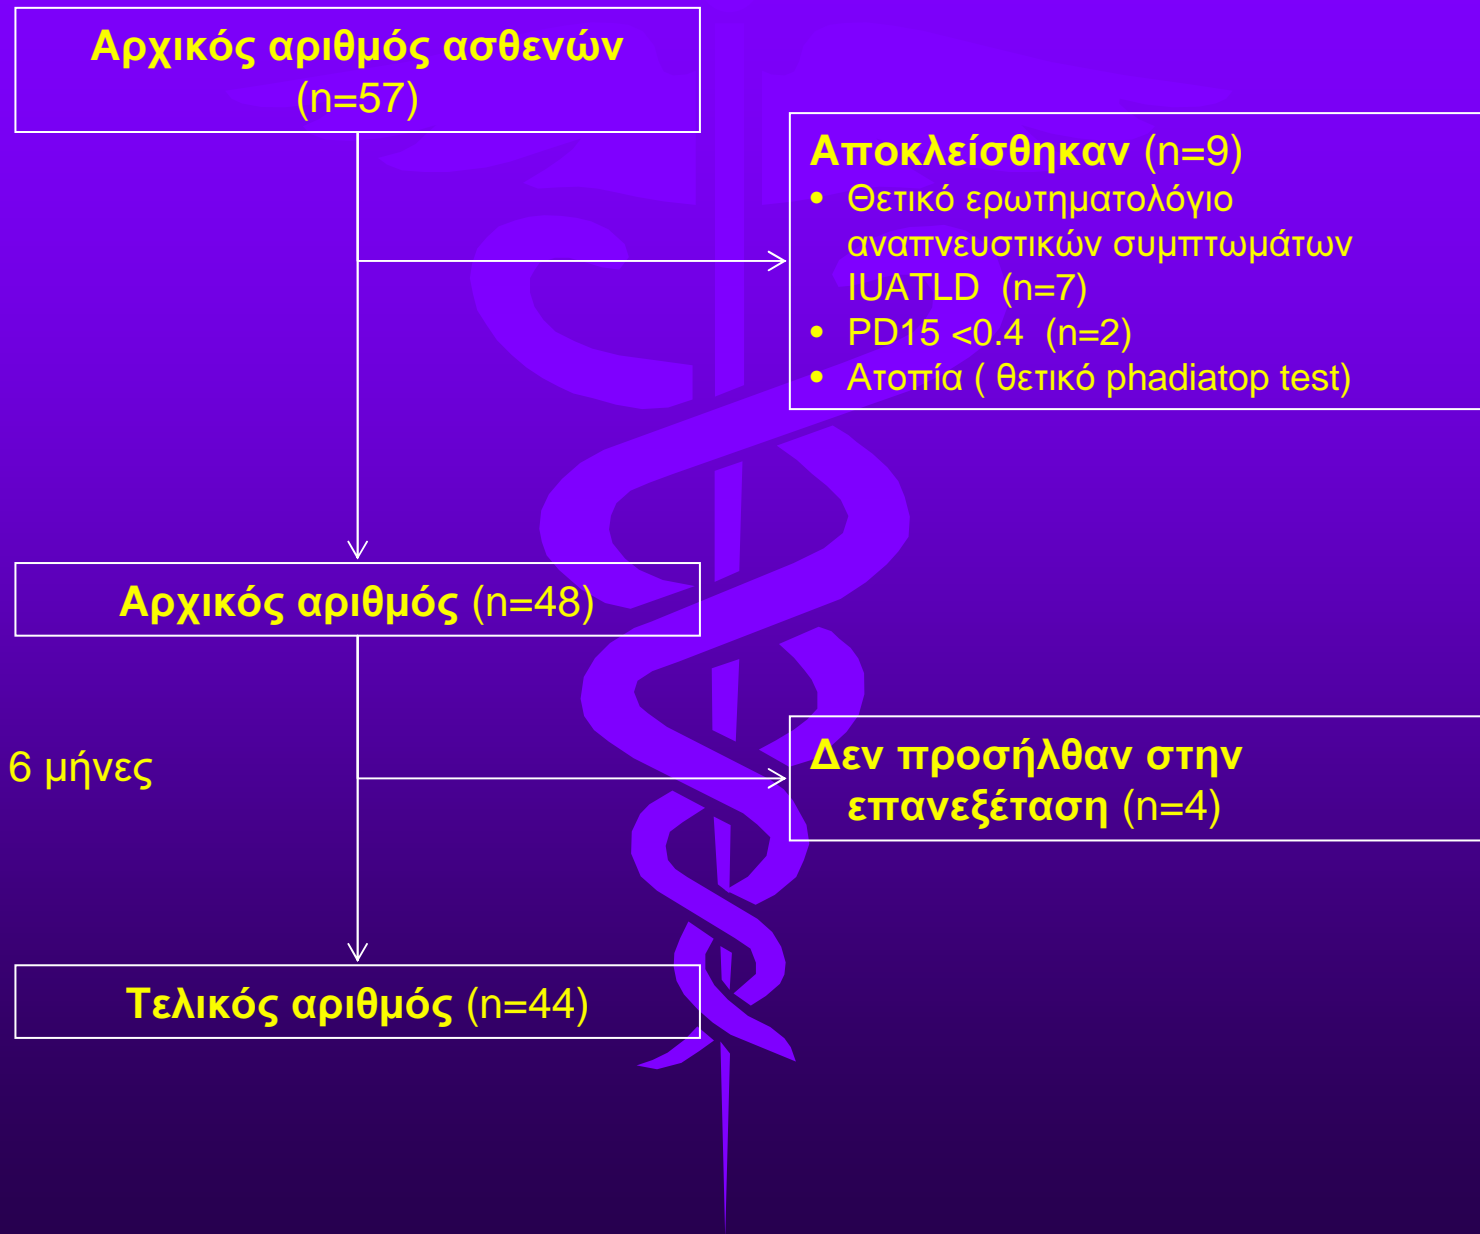 Αρχικός αριθμός ασθενών
(n=57)
Αποκλείσθηκαν (n=9)
• Θετικό ερωτηματολόγιο
αναπνευστικών συμπτωμάτων
IUATLD (n=7)
• PD15 <0.4 (n=2)
• Ατοπία ( θετικό phadiatop test)
Αρχικός αριθμός (n=48)
6 μήνες
Δεν προσήλθαν στην
επανεξέταση (n=4)
Τελικός αριθμός (n=44)